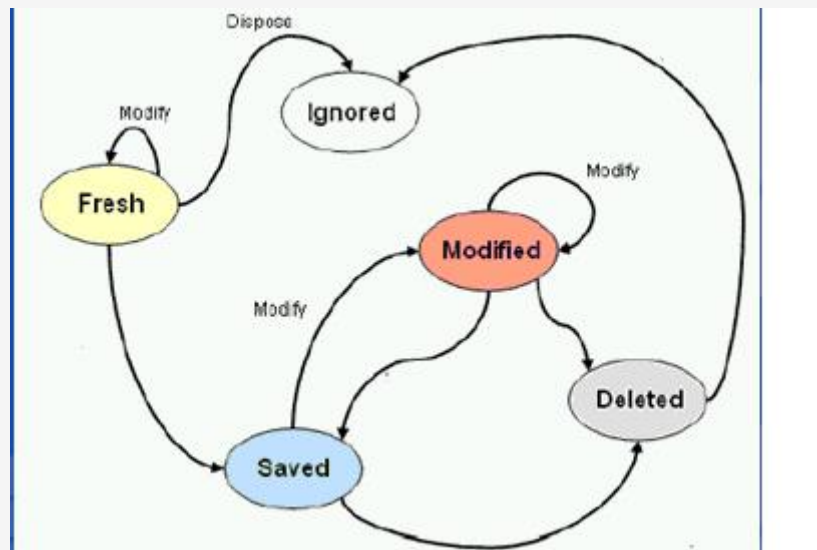 Dispose
Ignored
Modify
Fresh
Modify
Modified
Modify
Deleted
Saved